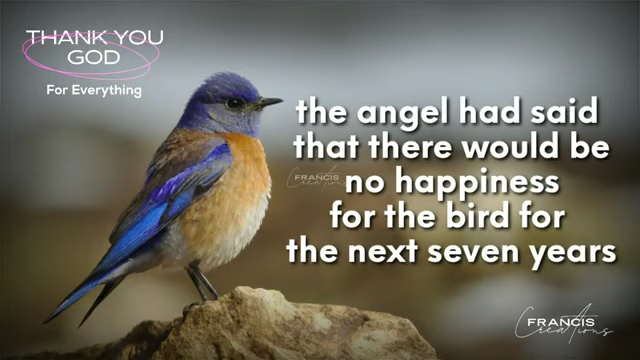 THANK YOU
GOD
For Everything
the angel had said
that there would be
no happiness
for the bird for
the next seven years
FRANCIS
Creations
FRANCIS
Creations